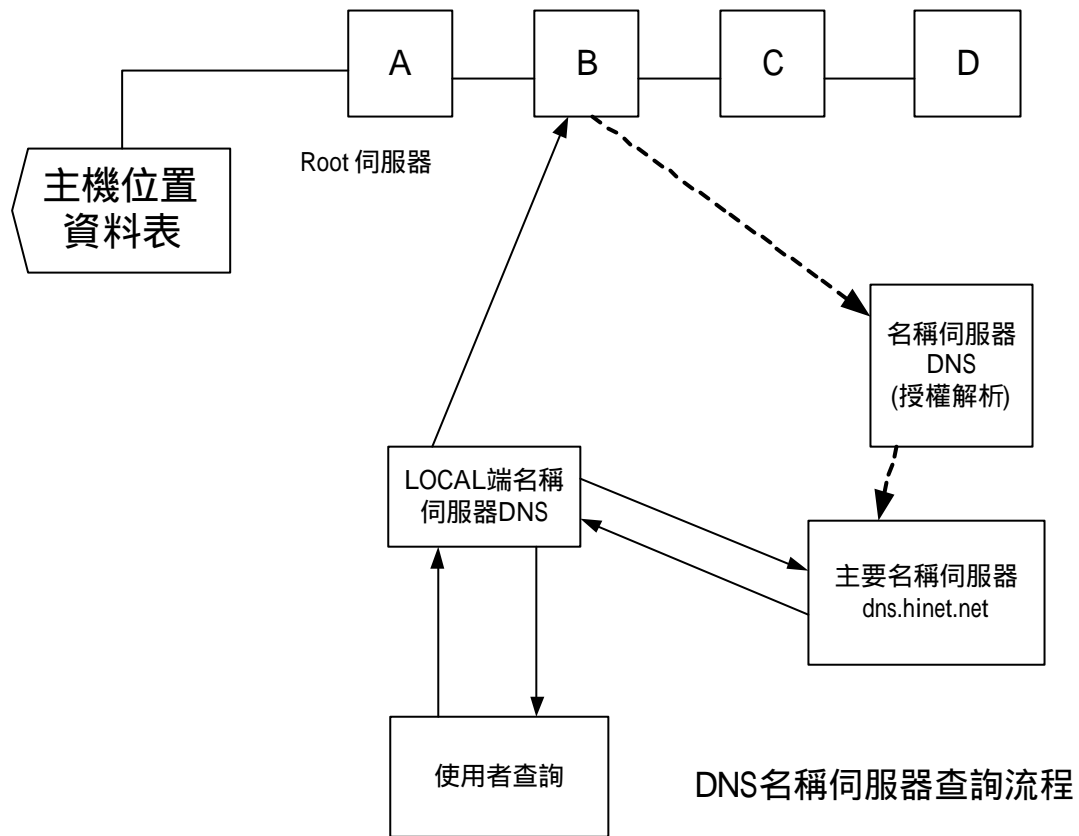 A
B
C
D
Root 伺服器
主機位置
資料表
名稱伺服器
DNS
(授權解析)
LOCAL端名稱
伺服器DNS
主要名稱伺服器
dns.hinet.net
使用者查詢
DNS名稱伺服器查詢流程